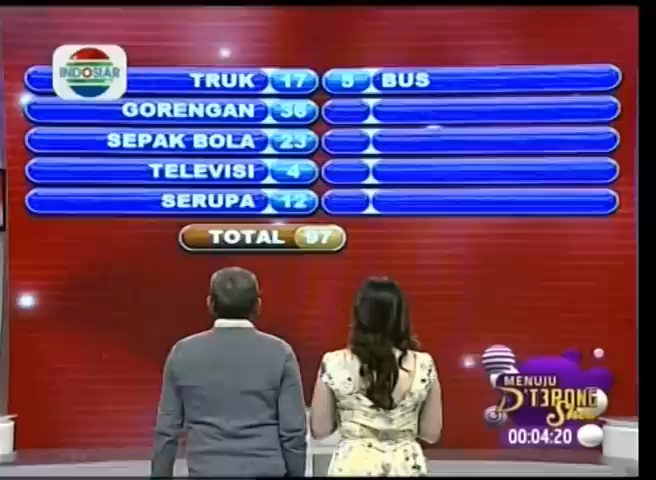 INDOSIAR
TRUK 17 5 BUS
GORENGAN 36
SEPAK BOLA 23
TELEVISI 4
SERUPA 12
TOTAL 97
MENUJU
D'T3RONG
Show
00:04:20